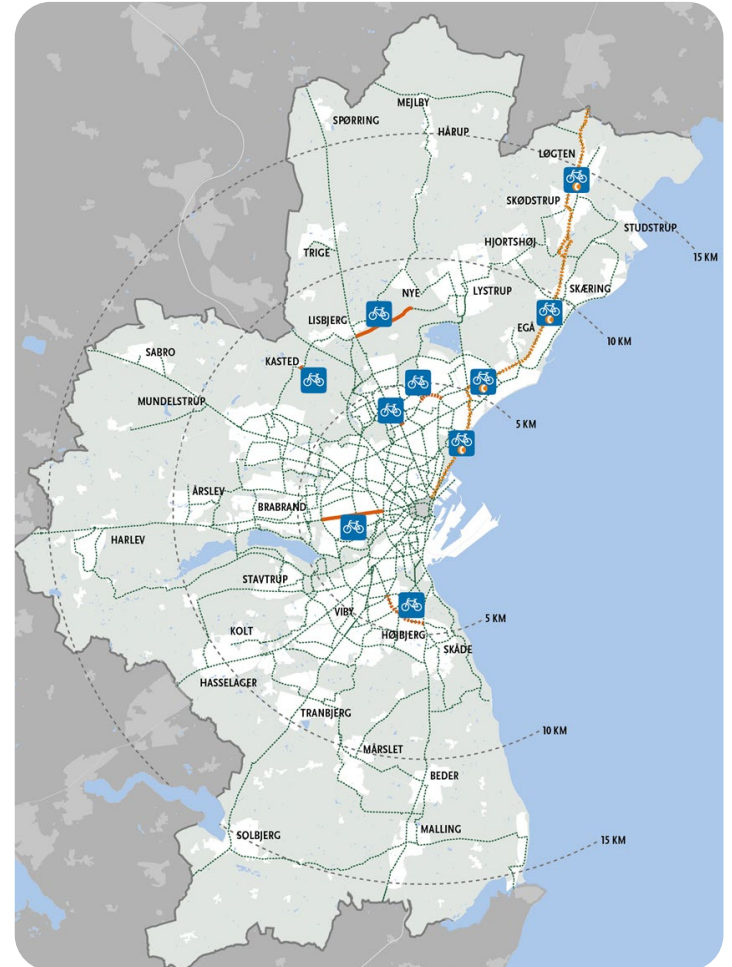 MEJLBY
SPØRRING
HÅRUP
LØGTEN
SKØDSTRUP
STUDSTRUP
HJORTSHØJ
TRIGE
15 KM
NYE
LYSTRUP
SKÆRING
LISBJERG
EGÅ
10 KM
SABRO
KASTED
MUNDELSTRUP
5 KM
ÅRSLEV
BRABRAND
HARLEV
STAVTRUP
VIBY
5 KM
KOLT
HØJBJERG
SKÅDE
HASSELAGER
TRANBJERG
10 KM
MÅRSLET
BEDER
MALLING
SOLBJERG
15 KM